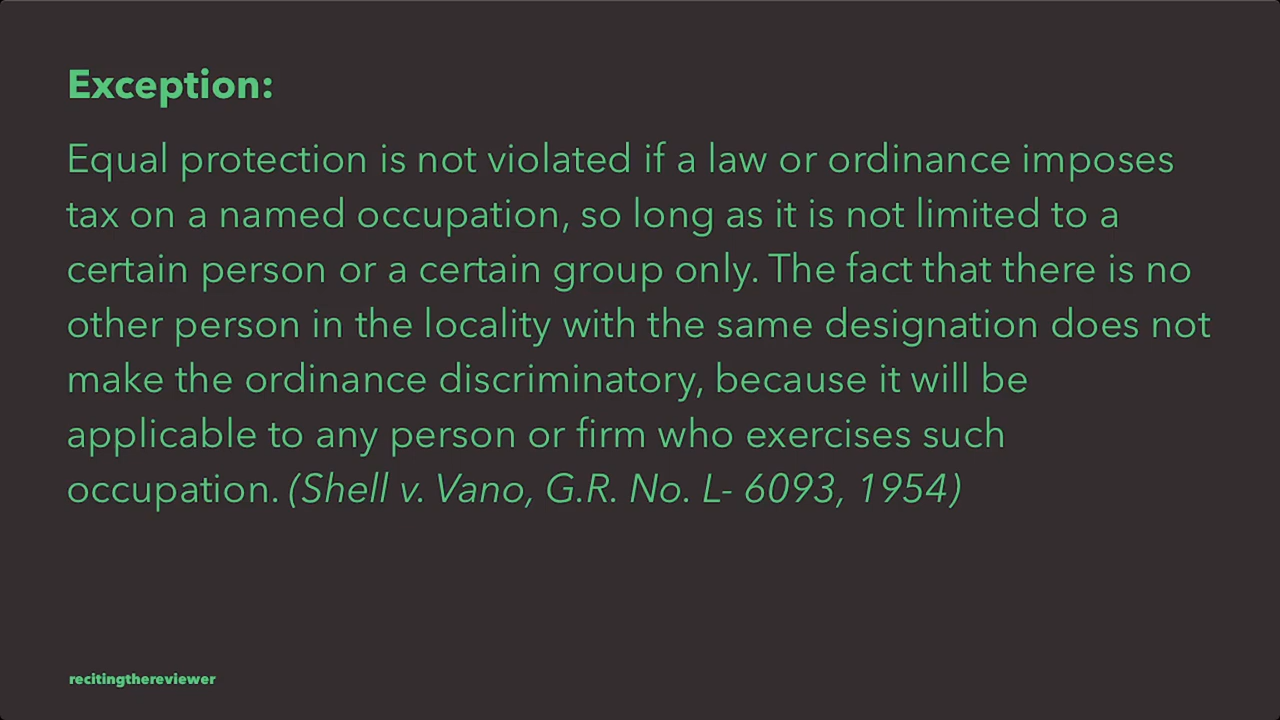 Exception:
Equal protection is not violated if a law or ordinance imposes
tax on a named occupation, so long as it is not limited to a
certain person or a certain group only. The fact that there is no
other person in the locality with the same designation does not
make the ordinance discriminatory, because it will be
applicable to any person or firm who exercises such
occupation. (Shell v. Vano, G.R. No. L- 6093, 1954)
recitingthereviewer